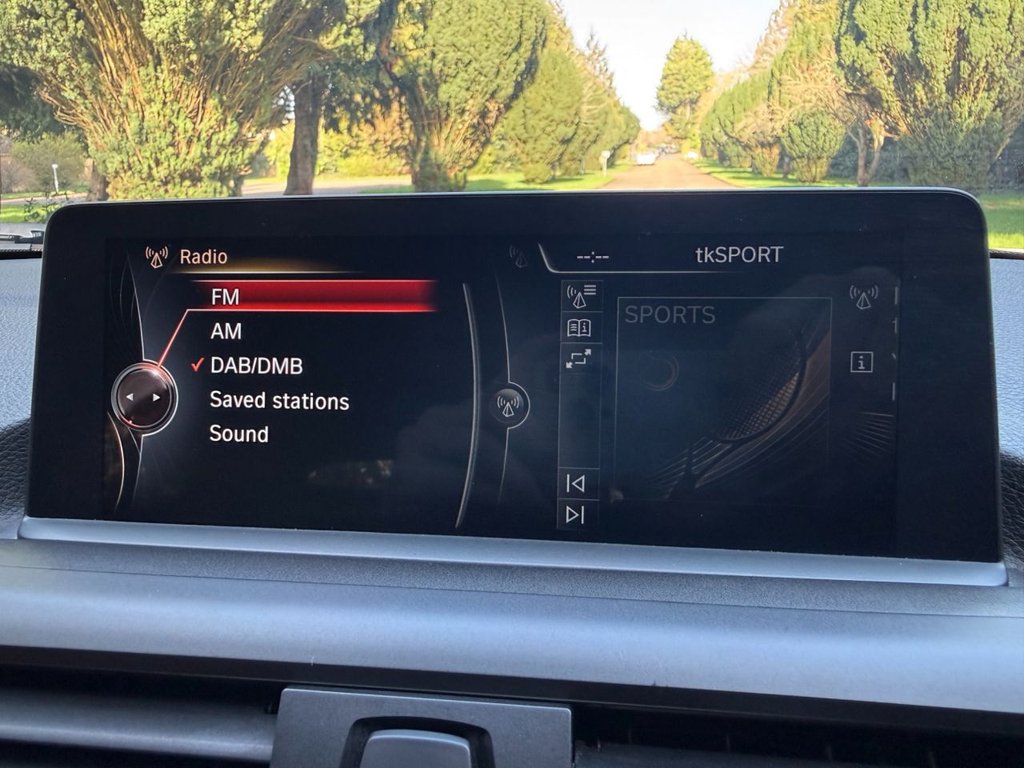 Radio
--:--
tkSPORT
FM
AM
DAB/DMB
Saved stations
Sound
SPORTS